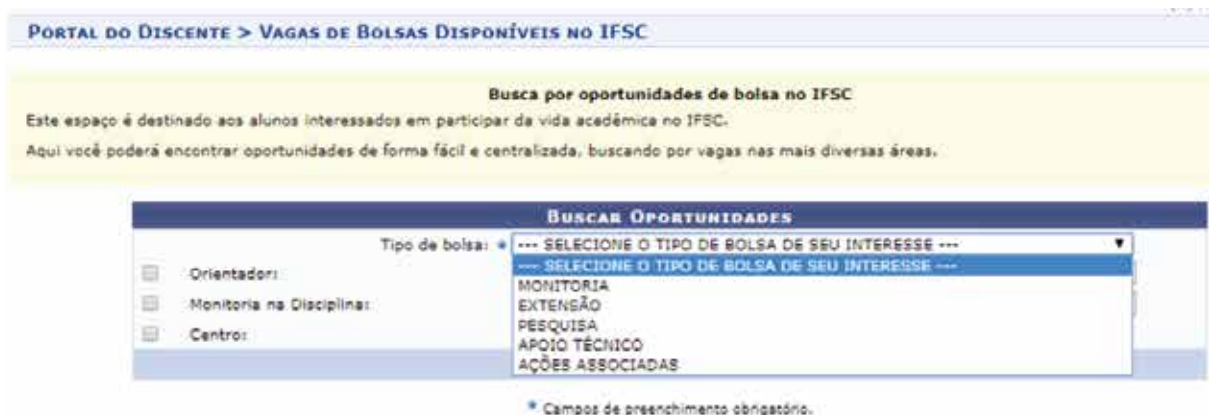 PORTAL DO DISCENTE > VAGAS DE BOLSAS DISPONÍVEIS NO IFSC
Busca por oportunidades de bolsa no IFSC
Este espaço é destinado aos alunos interessados em participar da vida acadêmica no IFSC.
Aqui você poderá encontrar oportunidades de forma fácil e centralizada, buscando por vagas nas mais diversas áreas.
BUSCAR OPORTUNIDADES
Tipo de bolsa: * --- SELECIONE O TIPO DE BOLSA DE SEU INTERESSE ---
--- SELECIONE O TIPO DE BOLSA DE SEU INTERESSE ---
Orientador:
MONITORIA
Monitoria na Disciplina:
EXTENSÃO
PESQUISA
Centro:
APOIO TÉCNICO
AÇÕES ASSOCIADAS
* Campos de preenchimento obrigatório.